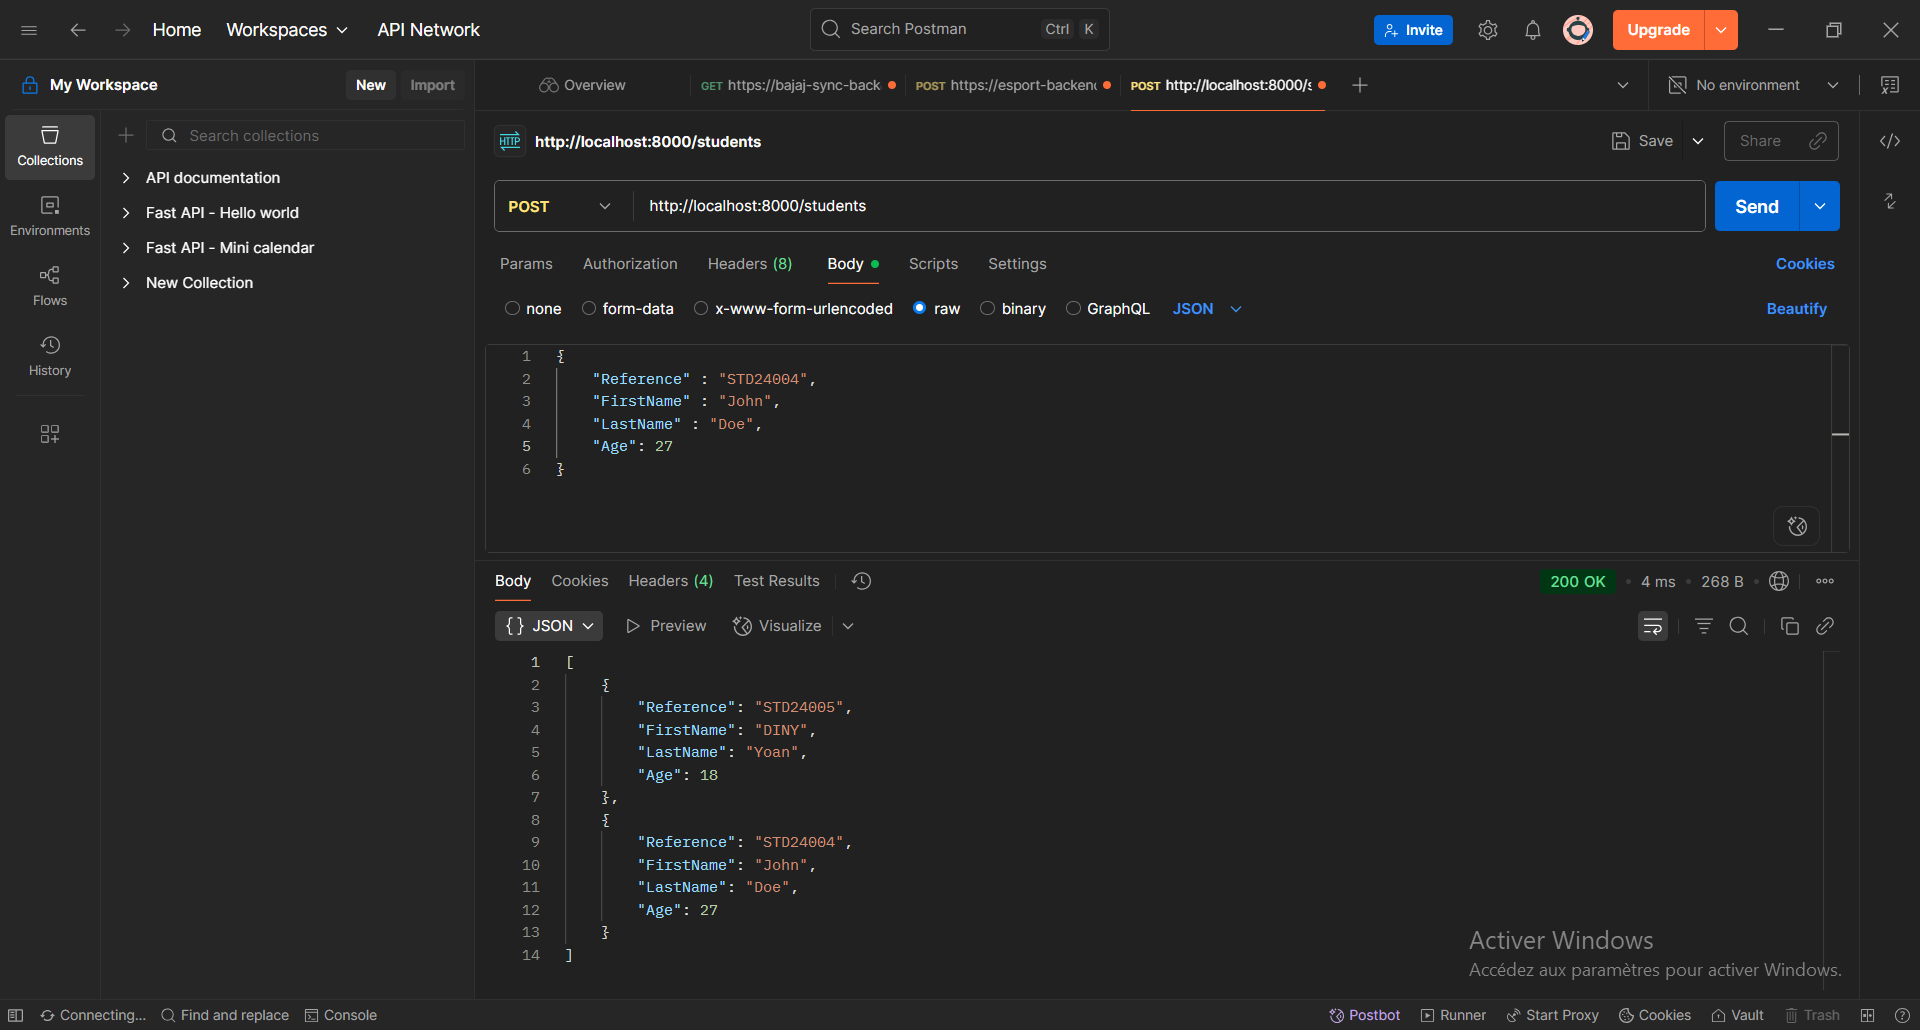 Home Workspaces API Network Search Postman Ctrl K Invite Upgrade
My Workspace New Import Overview GET https://bajaj-sync-back POST https://esport-backen POST http://localhost:8000/s No environment
Collections
Environments
Flows
History
Search collections
API documentation
Fast API - Hello world
Fast API - Mini calendar
New Collection
HTTP http://localhost:8000/students Save Share
POST http://localhost:8000/students Send
Params Authorization Headers (8) Body Scripts Settings Cookies
none form-data x-www-form-urlencoded raw binary GraphQL JSON Beautify
1 {
2 "Reference" : "STD24004",
3 "FirstName" : "John",
4 "LastName" : "Doe",
5 "Age": 27
6 }
Body Cookies Headers (4) Test Results 200 OK 4 ms 268 B
{} JSON Preview Visualize
1 [
2 {
3 "Reference": "STD24005",
4 "FirstName": "DINY",
5 "LastName": "Yoan",
6 "Age": 18
7 },
8 {
9 "Reference": "STD24004",
10 "FirstName": "John",
11 "LastName": "Doe",
12 "Age": 27
13 }
14 ]
Activer Windows
Accédez aux paramètres pour activer Windows.
Connecting... Find and replace Console Postbot Runner Start Proxy Cookies Vault Trash